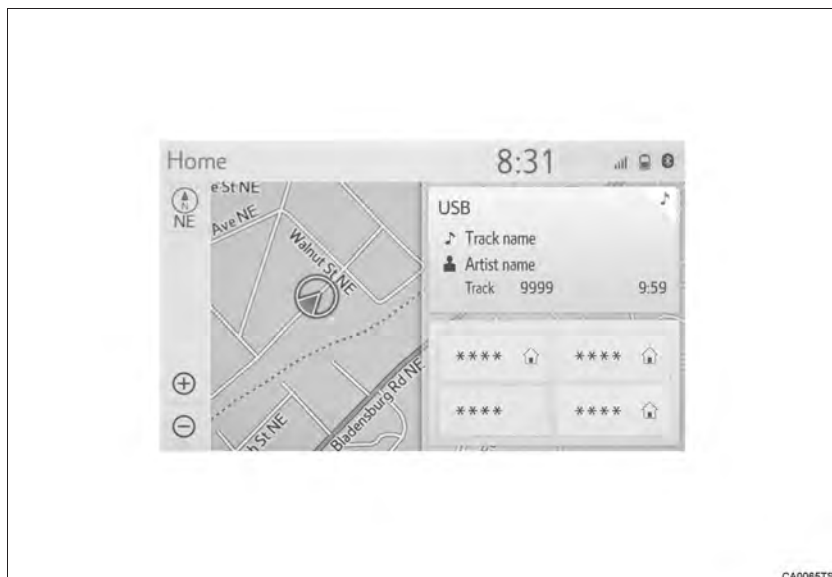 Home
8:31
N
NE
e St NE
Ave NE
Walnut St NE
Bladensburg Rd NE
h St NE
USB
Track name
Artist name
Track 9999 9:59
**** ****
**** ****
CA0065TS